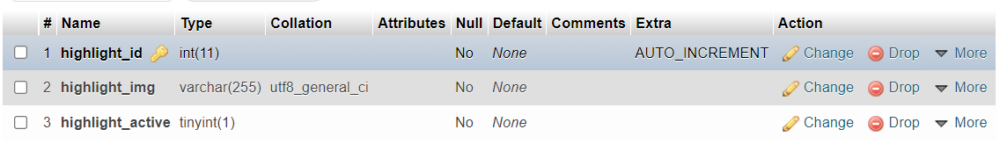 # Name Type Collation Attributes Null Default Comments Extra Action
1 highlight_id int(11) No None AUTO_INCREMENT Change Drop More
2 highlight_img varchar(255) utf8_general_ci No None Change Drop More
3 highlight_active tinyint(1) No None Change Drop More